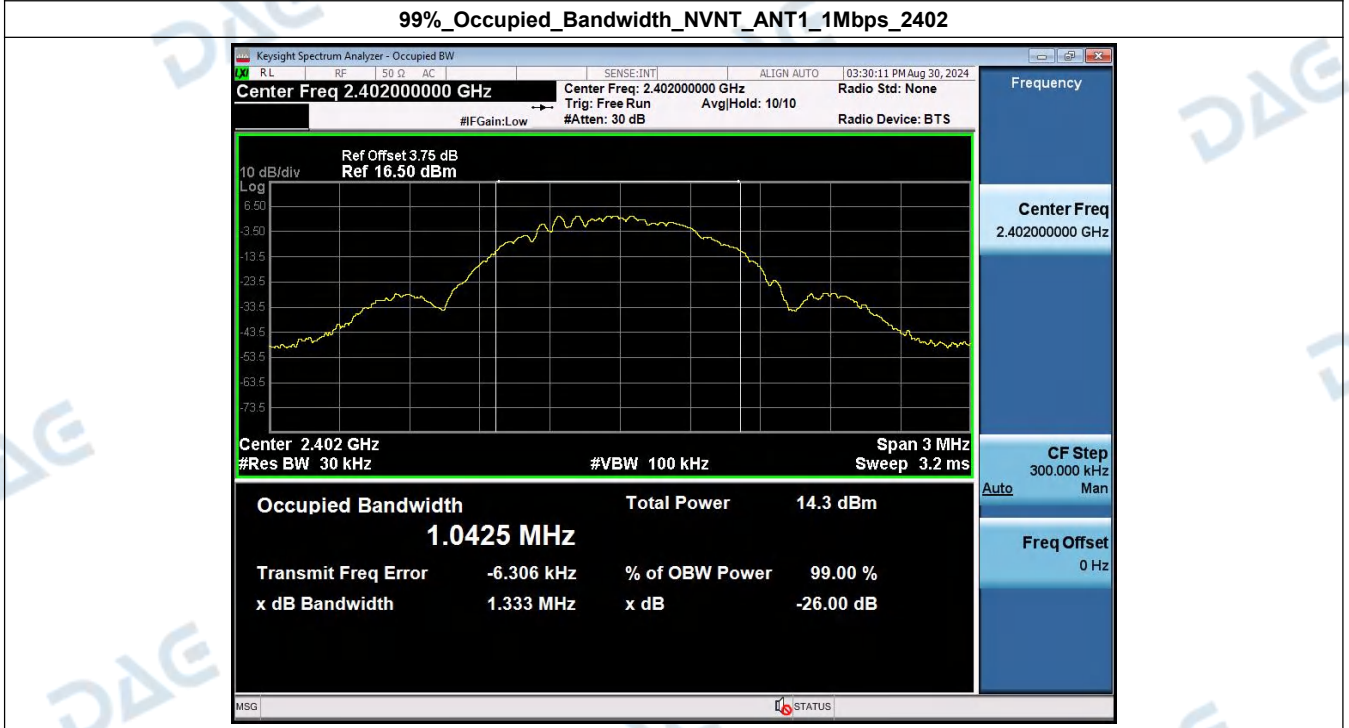 99%_Occupied_Bandwidth_NVNT_ANT1_1Mbps_2402
Keysight Spectrum Analyzer - Occupied BW
LXI RL RF 50 Ω AC SENSE:INT ALIGN AUTO 03:30:11 PM Aug 30, 2024
Center Freq 2.402000000 GHz Center Freq: 2.402000000 GHz Radio Std: None
Trig: Free Run Avg|Hold: 10/10
#IFGain:Low #Atten: 30 dB Radio Device: BTS
Ref Offset 3.75 dB
10 dB/div Ref 16.50 dBm
Log
6.50
-3.50
-13.5
-23.5
-33.5
-43.5
-53.5
-63.5
-73.5
Center 2.402 GHz Span 3 MHz
#Res BW 30 kHz #VBW 100 kHz Sweep 3.2 ms
Occupied Bandwidth Total Power 14.3 dBm
1.0425 MHz
Transmit Freq Error -6.306 kHz % of OBW Power 99.00 %
x dB Bandwidth 1.333 MHz x dB -26.00 dB
MSG STATUS
Frequency
Center Freq
2.402000000 GHz
CF Step
300.000 kHz
Auto Man
Freq Offset
0 Hz
DAG
DAG
DAG